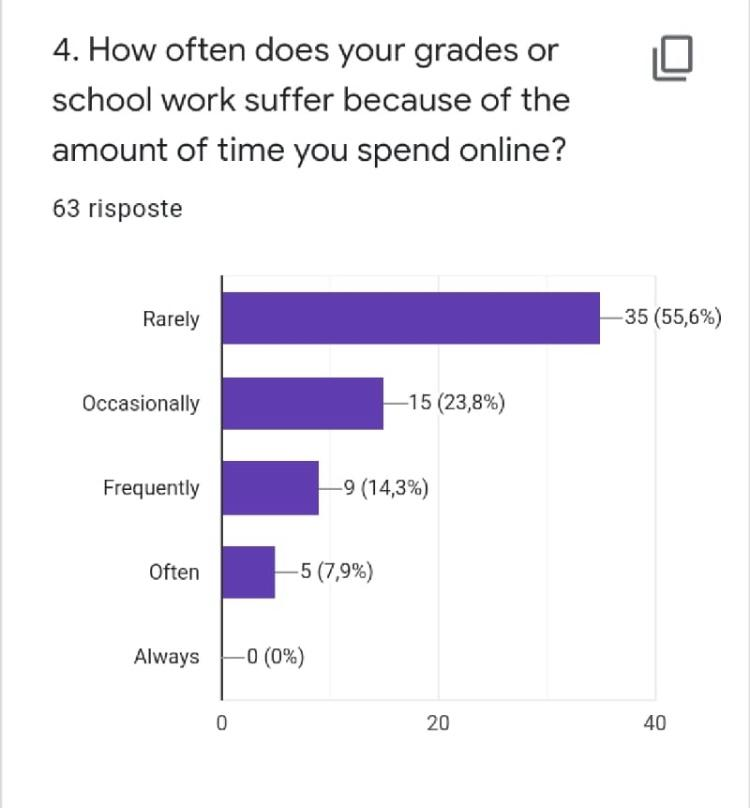 4. How often does your grades or
school work suffer because of the
amount of time you spend online?
63 risposte
Rarely 35 (55,6%)
Occasionally 15 (23,8%)
Frequently 9 (14,3%)
Often 5 (7,9%)
Always 0 (0%)
0 20 40